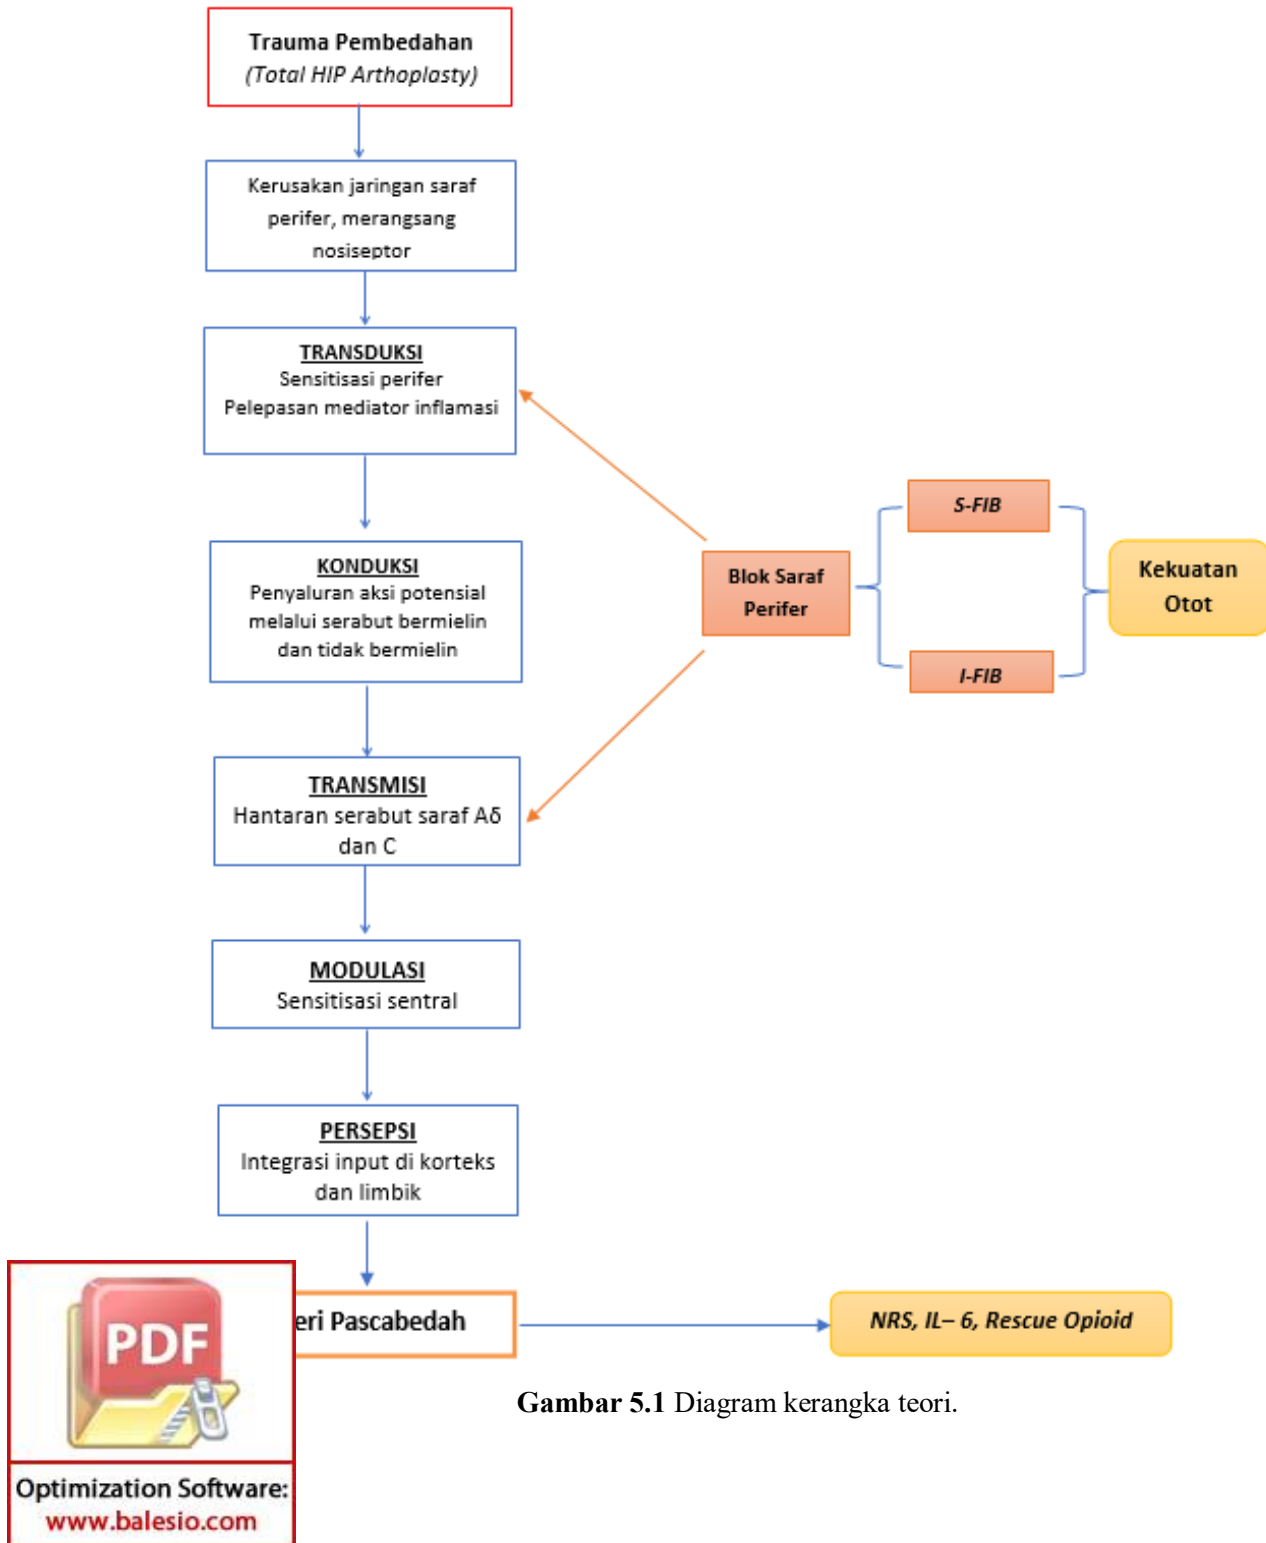 Trauma Pembedahan
(Total HIP Arthoplasty)
Kerusakan jaringan saraf
perifer, merangsang
nosiseptor
TRANSDUKSI
Sensitisasi perifer
Pelepasan mediator inflamasi
S-FIB
KONDUKSI
Penyaluran aksi potensial
melalui serabut bermielin
dan tidak bermielin
Blok Saraf
Perifer
Kekuatan
Otot
I-FIB
TRANSMISI
Hantaran serabut saraf Aδ
dan C
MODULASI
Sensitisasi sentral
PERSEPSI
Integrasi input di korteks
dan limbik
eri Pascabedah
NRS, IL– 6, Rescue Opioid
Gambar 5.1 Diagram kerangka teori.
PDF
Optimization Software:
www.balesio.com